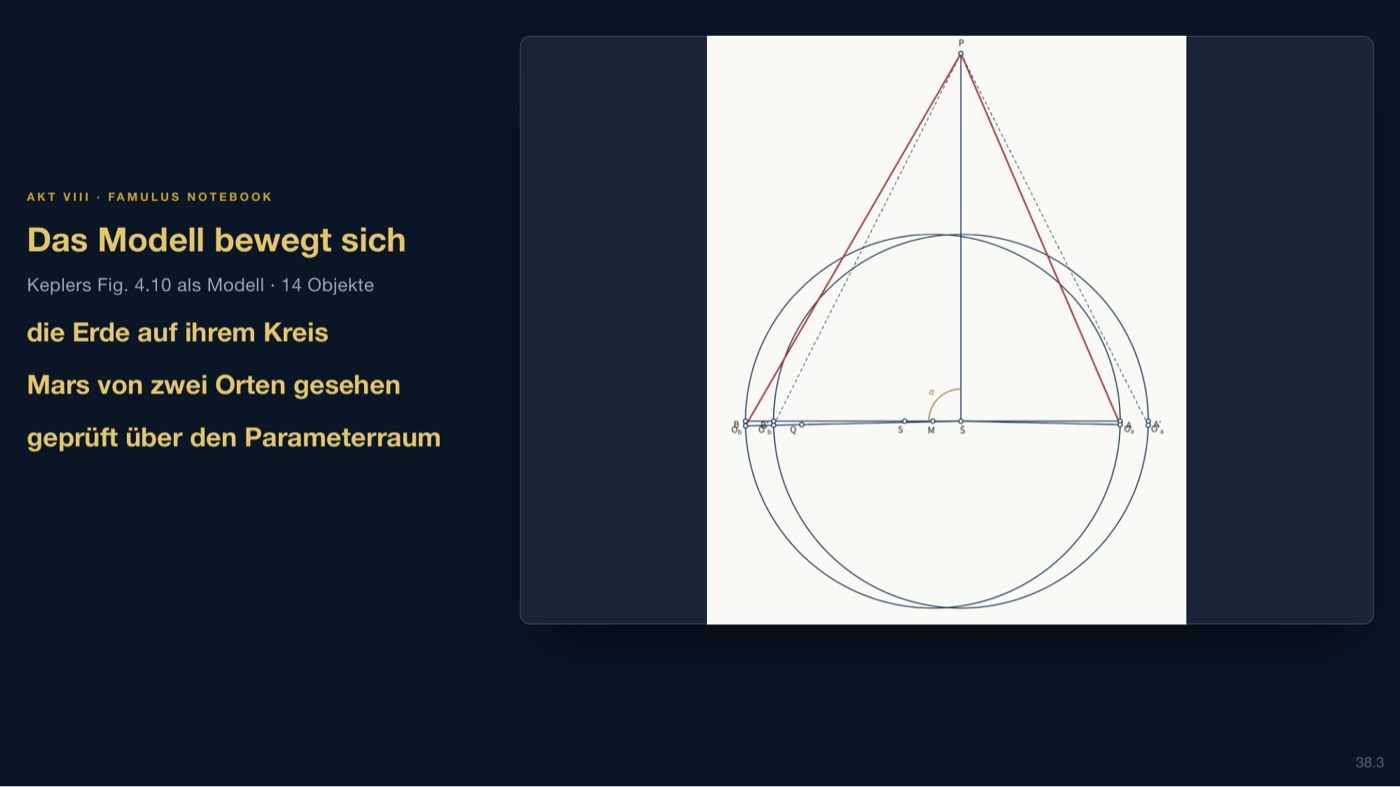 AKT VIII · FAMULUS NOTEBOOK
Das Modell bewegt sich
Keplers Fig. 4.10 als Modell · 14 Objekte
die Erde auf ihrem Kreis
Mars von zwei Orten gesehen
geprüft über den Parameterraum
P
Q
S
M
S
38.3